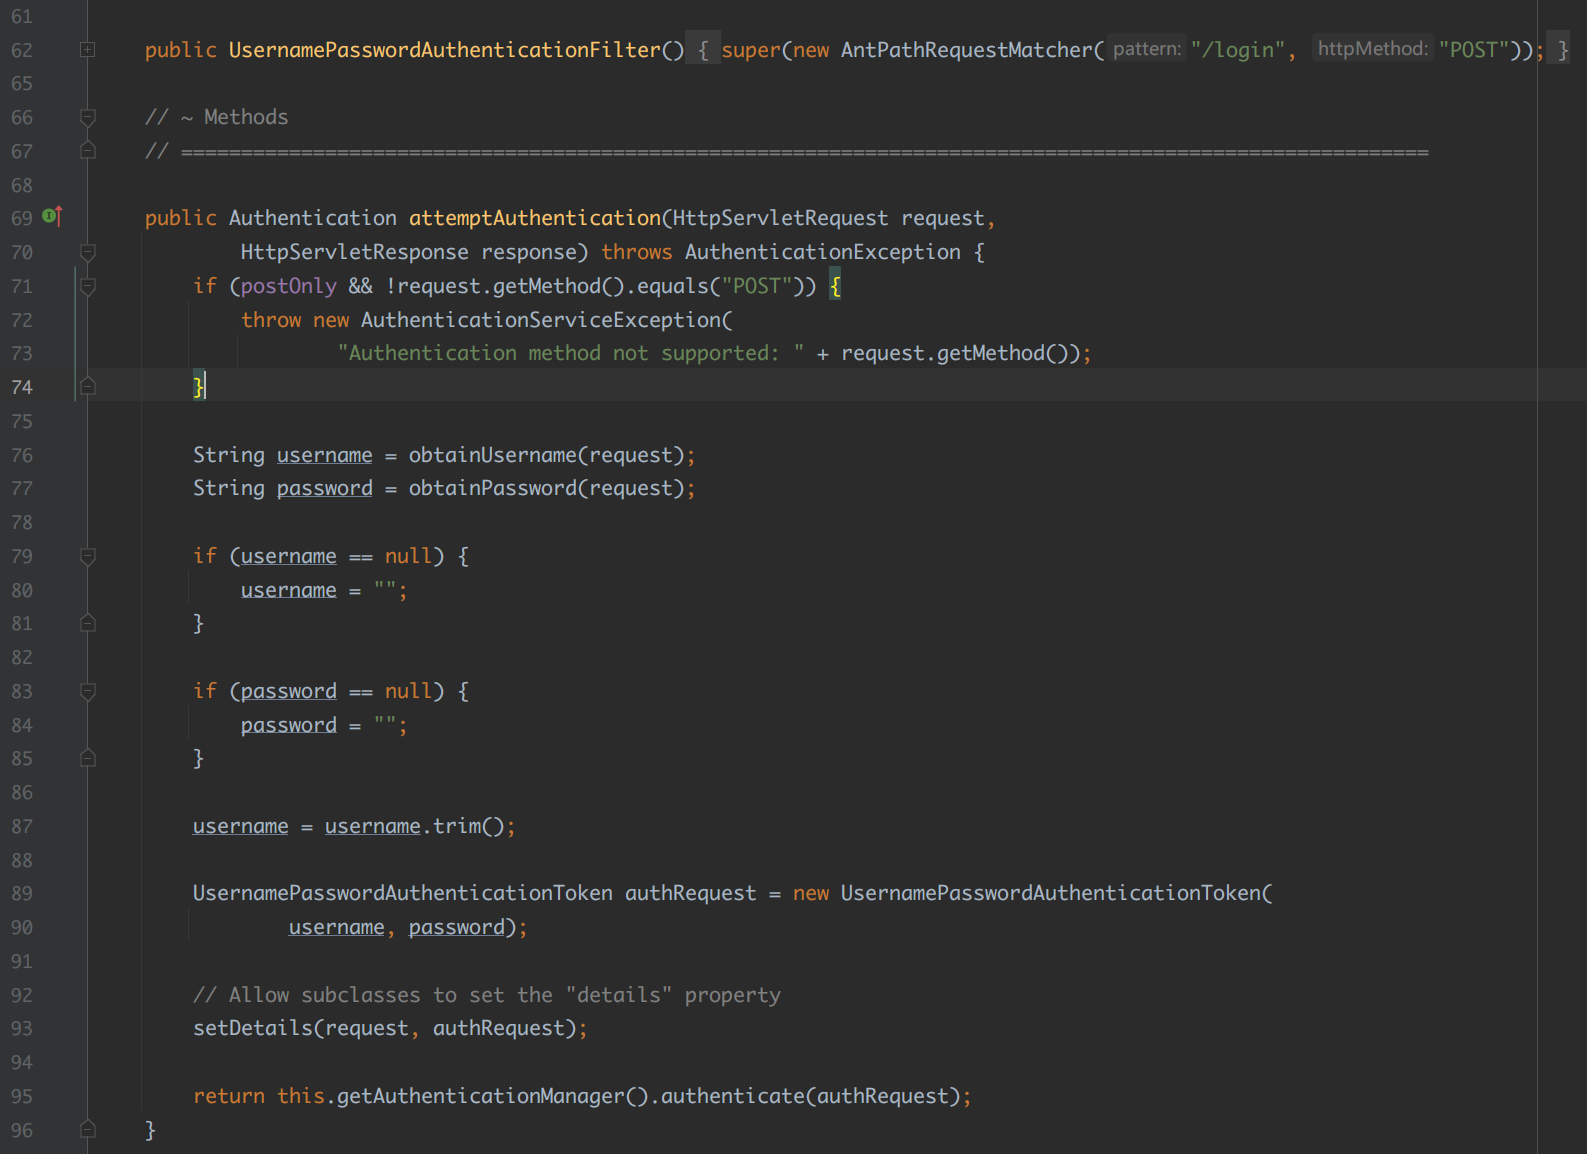 61
62 public UsernamePasswordAuthenticationFilter() { super(new AntPathRequestMatcher( pattern: "/login", httpMethod: "POST")); }
65
66 // ~ Methods
67 // ========================================================================================================
68
69 public Authentication attemptAuthentication(HttpServletRequest request,
70 HttpServletResponse response) throws AuthenticationException {
71 if (postOnly && !request.getMethod().equals("POST")) {
72 throw new AuthenticationServiceException(
73 "Authentication method not supported: " + request.getMethod());
74 }
75
76 String username = obtainUsername(request);
77 String password = obtainPassword(request);
78
79 if (username == null) {
80 username = "";
81 }
82
83 if (password == null) {
84 password = "";
85 }
86
87 username = username.trim();
88
89 UsernamePasswordAuthenticationToken authRequest = new UsernamePasswordAuthenticationToken(
90 username, password);
91
92 // Allow subclasses to set the "details" property
93 setDetails(request, authRequest);
94
95 return this.getAuthenticationManager().authenticate(authRequest);
96 }